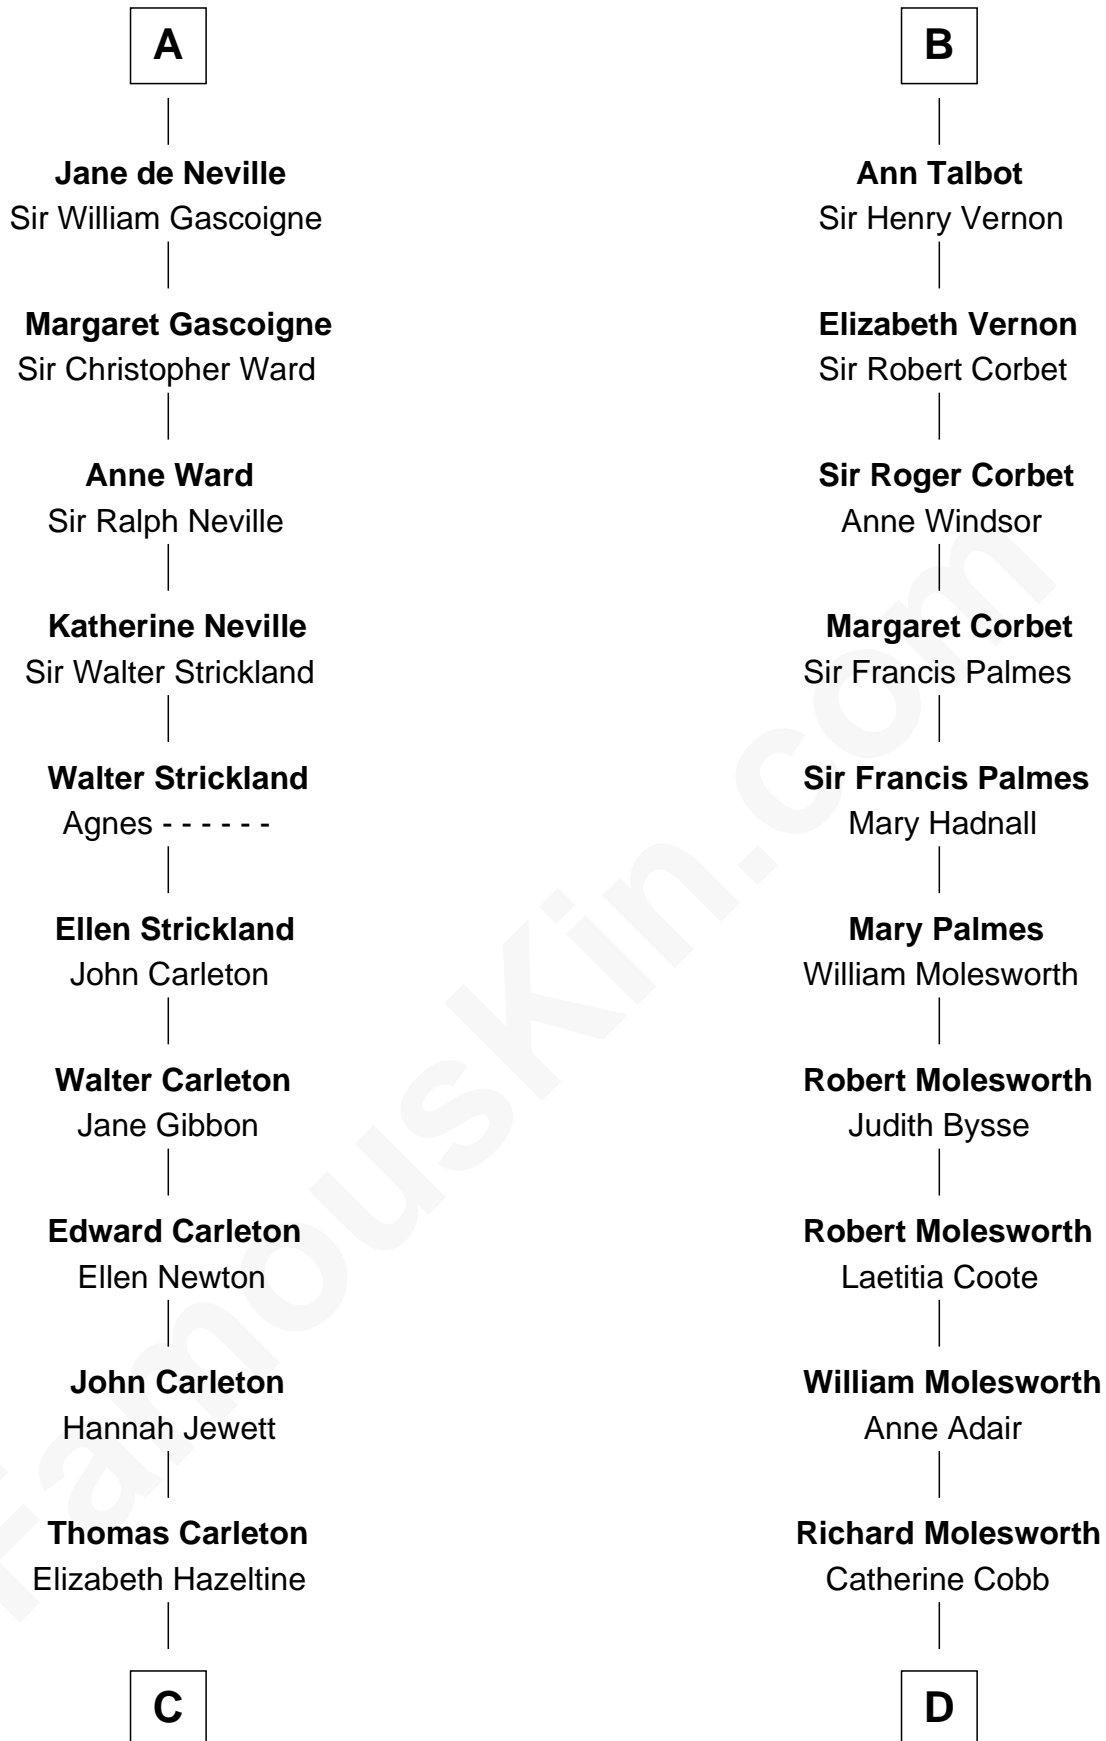 A
Jane de Neville
Sir William Gascoigne
Margaret Gascoigne
Sir Christopher Ward
Anne Ward
Sir Ralph Neville
Katherine Neville
Sir Walter Strickland
Walter Strickland
Agnes - - - - - -
Ellen Strickland
John Carleton
Walter Carleton
Jane Gibbon
Edward Carleton
Ellen Newton
John Carleton
Hannah Jewett
Thomas Carleton
Elizabeth Hazeltine
C
B
Ann Talbot
Sir Henry Vernon
Elizabeth Vernon
Sir Robert Corbet
Sir Roger Corbet
Anne Windsor
Margaret Corbet
Sir Francis Palmes
Sir Francis Palmes
Mary Hadnall
Mary Palmes
William Molesworth
Robert Molesworth
Judith Bysse
Robert Molesworth
Laetitia Coote
William Molesworth
Anne Adair
Richard Molesworth
Catherine Cobb
D
FamousKin.com